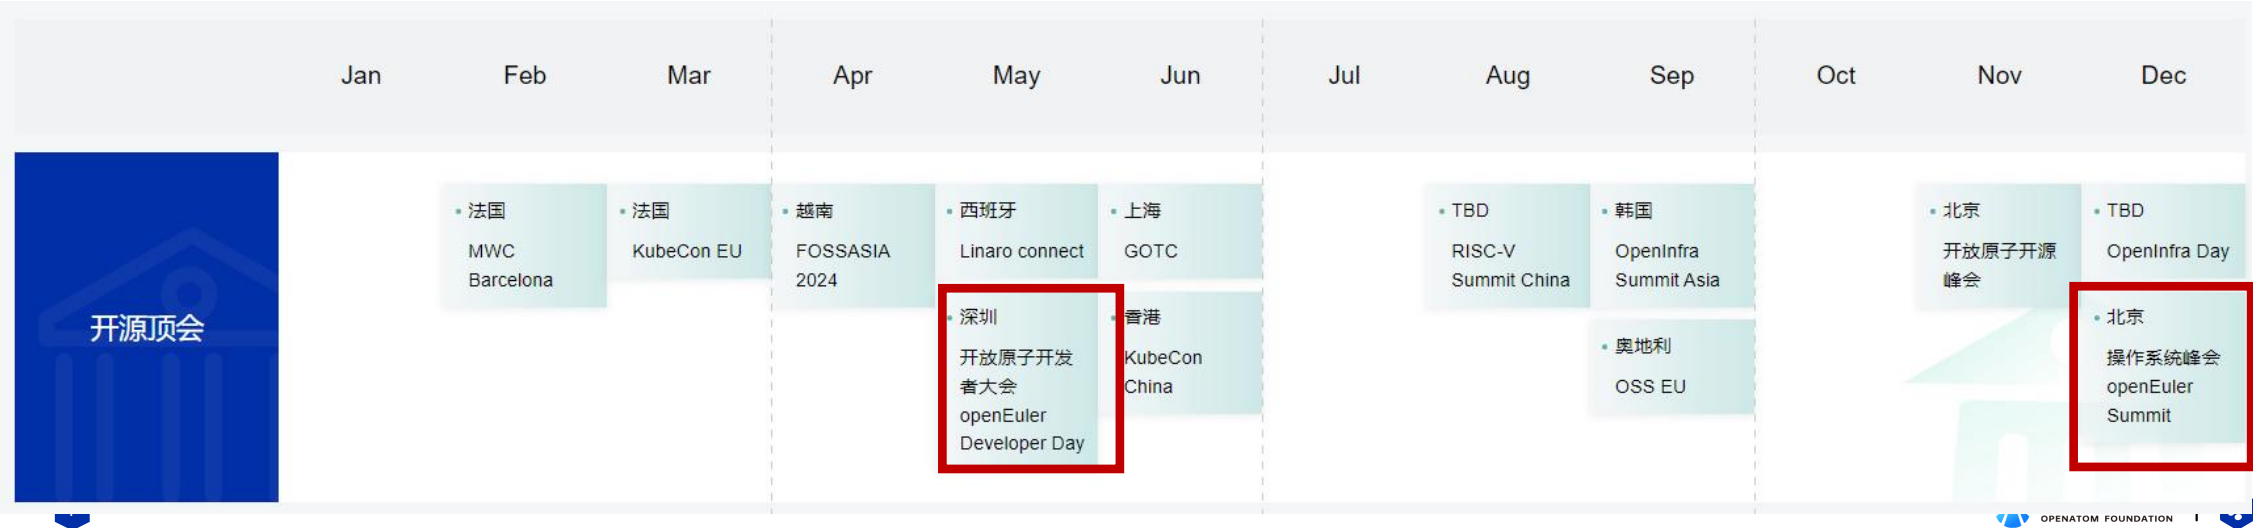 Jan
Feb
Mar
Apr
May
Jun
Jul
Aug
Sep
Oct
Nov
Dec
开源顶会
法国
MWC
Barcelona
法国
KubeCon EU
越南
FOSSASIA
2024
西班牙
Linaro connect
深圳
开放原子开发
者大会
openEuler
Developer Day
上海
GOTC
香港
KubeCon
China
TBD
RISC-V
Summit China
韩国
OpenInfra
Summit Asia
奥地利
OSS EU
北京
开放原子开源
峰会
TBD
OpenInfra Day
北京
操作系统峰会
openEuler
Summit
OPENATOM FOUNDATION